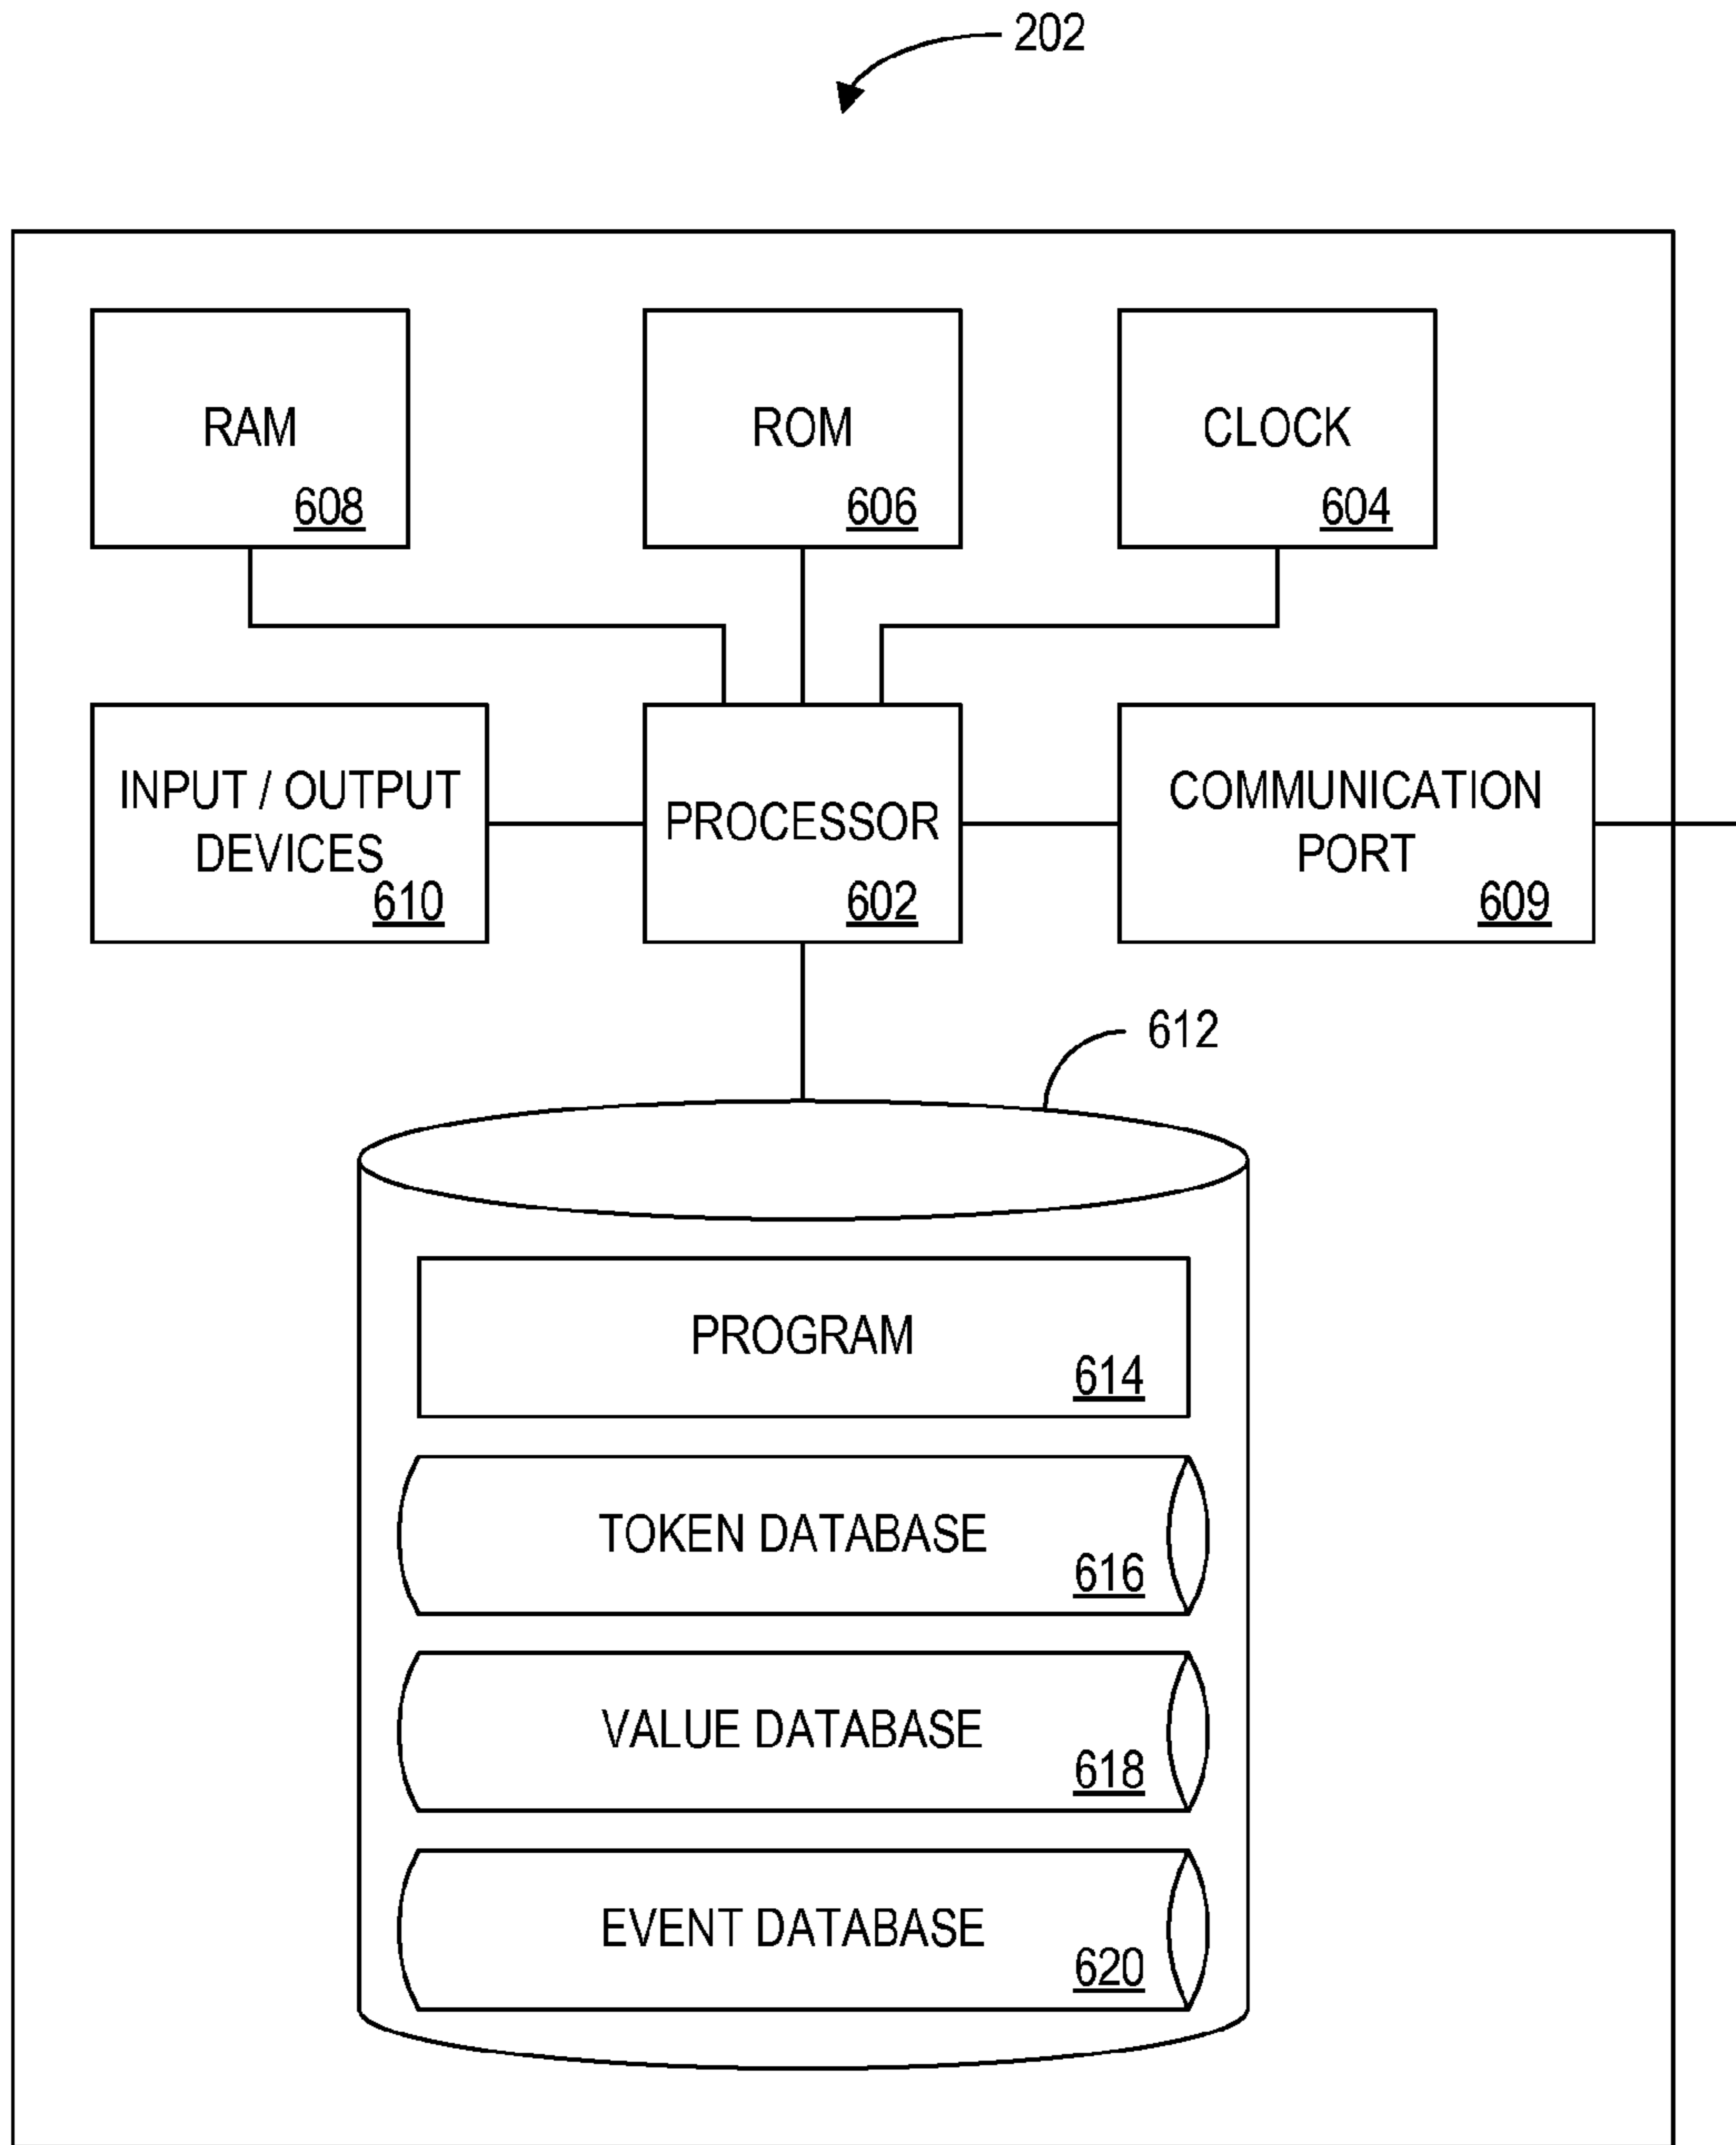 202
RAM
608
ROM
606
CLOCK
604
INPUT / OUTPUT
DEVICES
610
PROCESSOR
602
COMMUNICATION
PORT
609
612
PROGRAM
614
TOKEN DATABASE
616
VALUE DATABASE
618
EVENT DATABASE
620